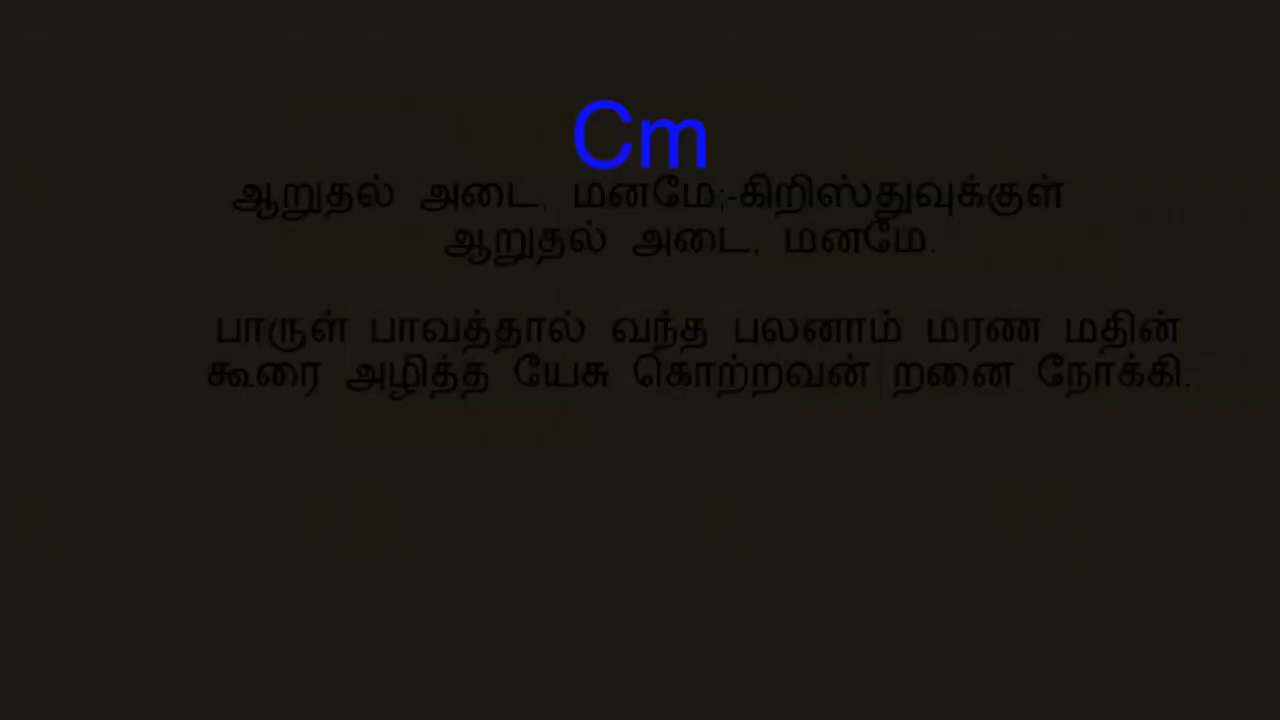 Cm
ஆறுதல் அடை, மனமே;-கிறிஸ்துவுக்குள்
ஆறுதல் அடை, மனமே.
பாருள் பாவத்தால் வந்த பலனாம் மரண மதின்
கூரை அழித்த யேசு கொற்றவன் றனை நோக்கி.